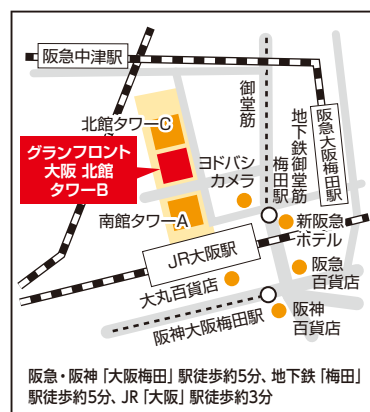 阪急中津駅
御堂筋
地下鉄御堂筋
梅田駅
阪急大阪梅田駅
北館タワーC
グランフロント
大阪 北館
タワーB
ヨドバシ
カメラ
南館タワーA
新阪急
ホテル
JR大阪駅
阪急
百貨店
大丸百貨店
阪神大阪梅田駅
阪神
百貨店
阪急・阪神「大阪梅田」駅徒歩約5分、地下鉄「梅田」
駅徒歩約5分、JR「大阪」駅徒歩約3分